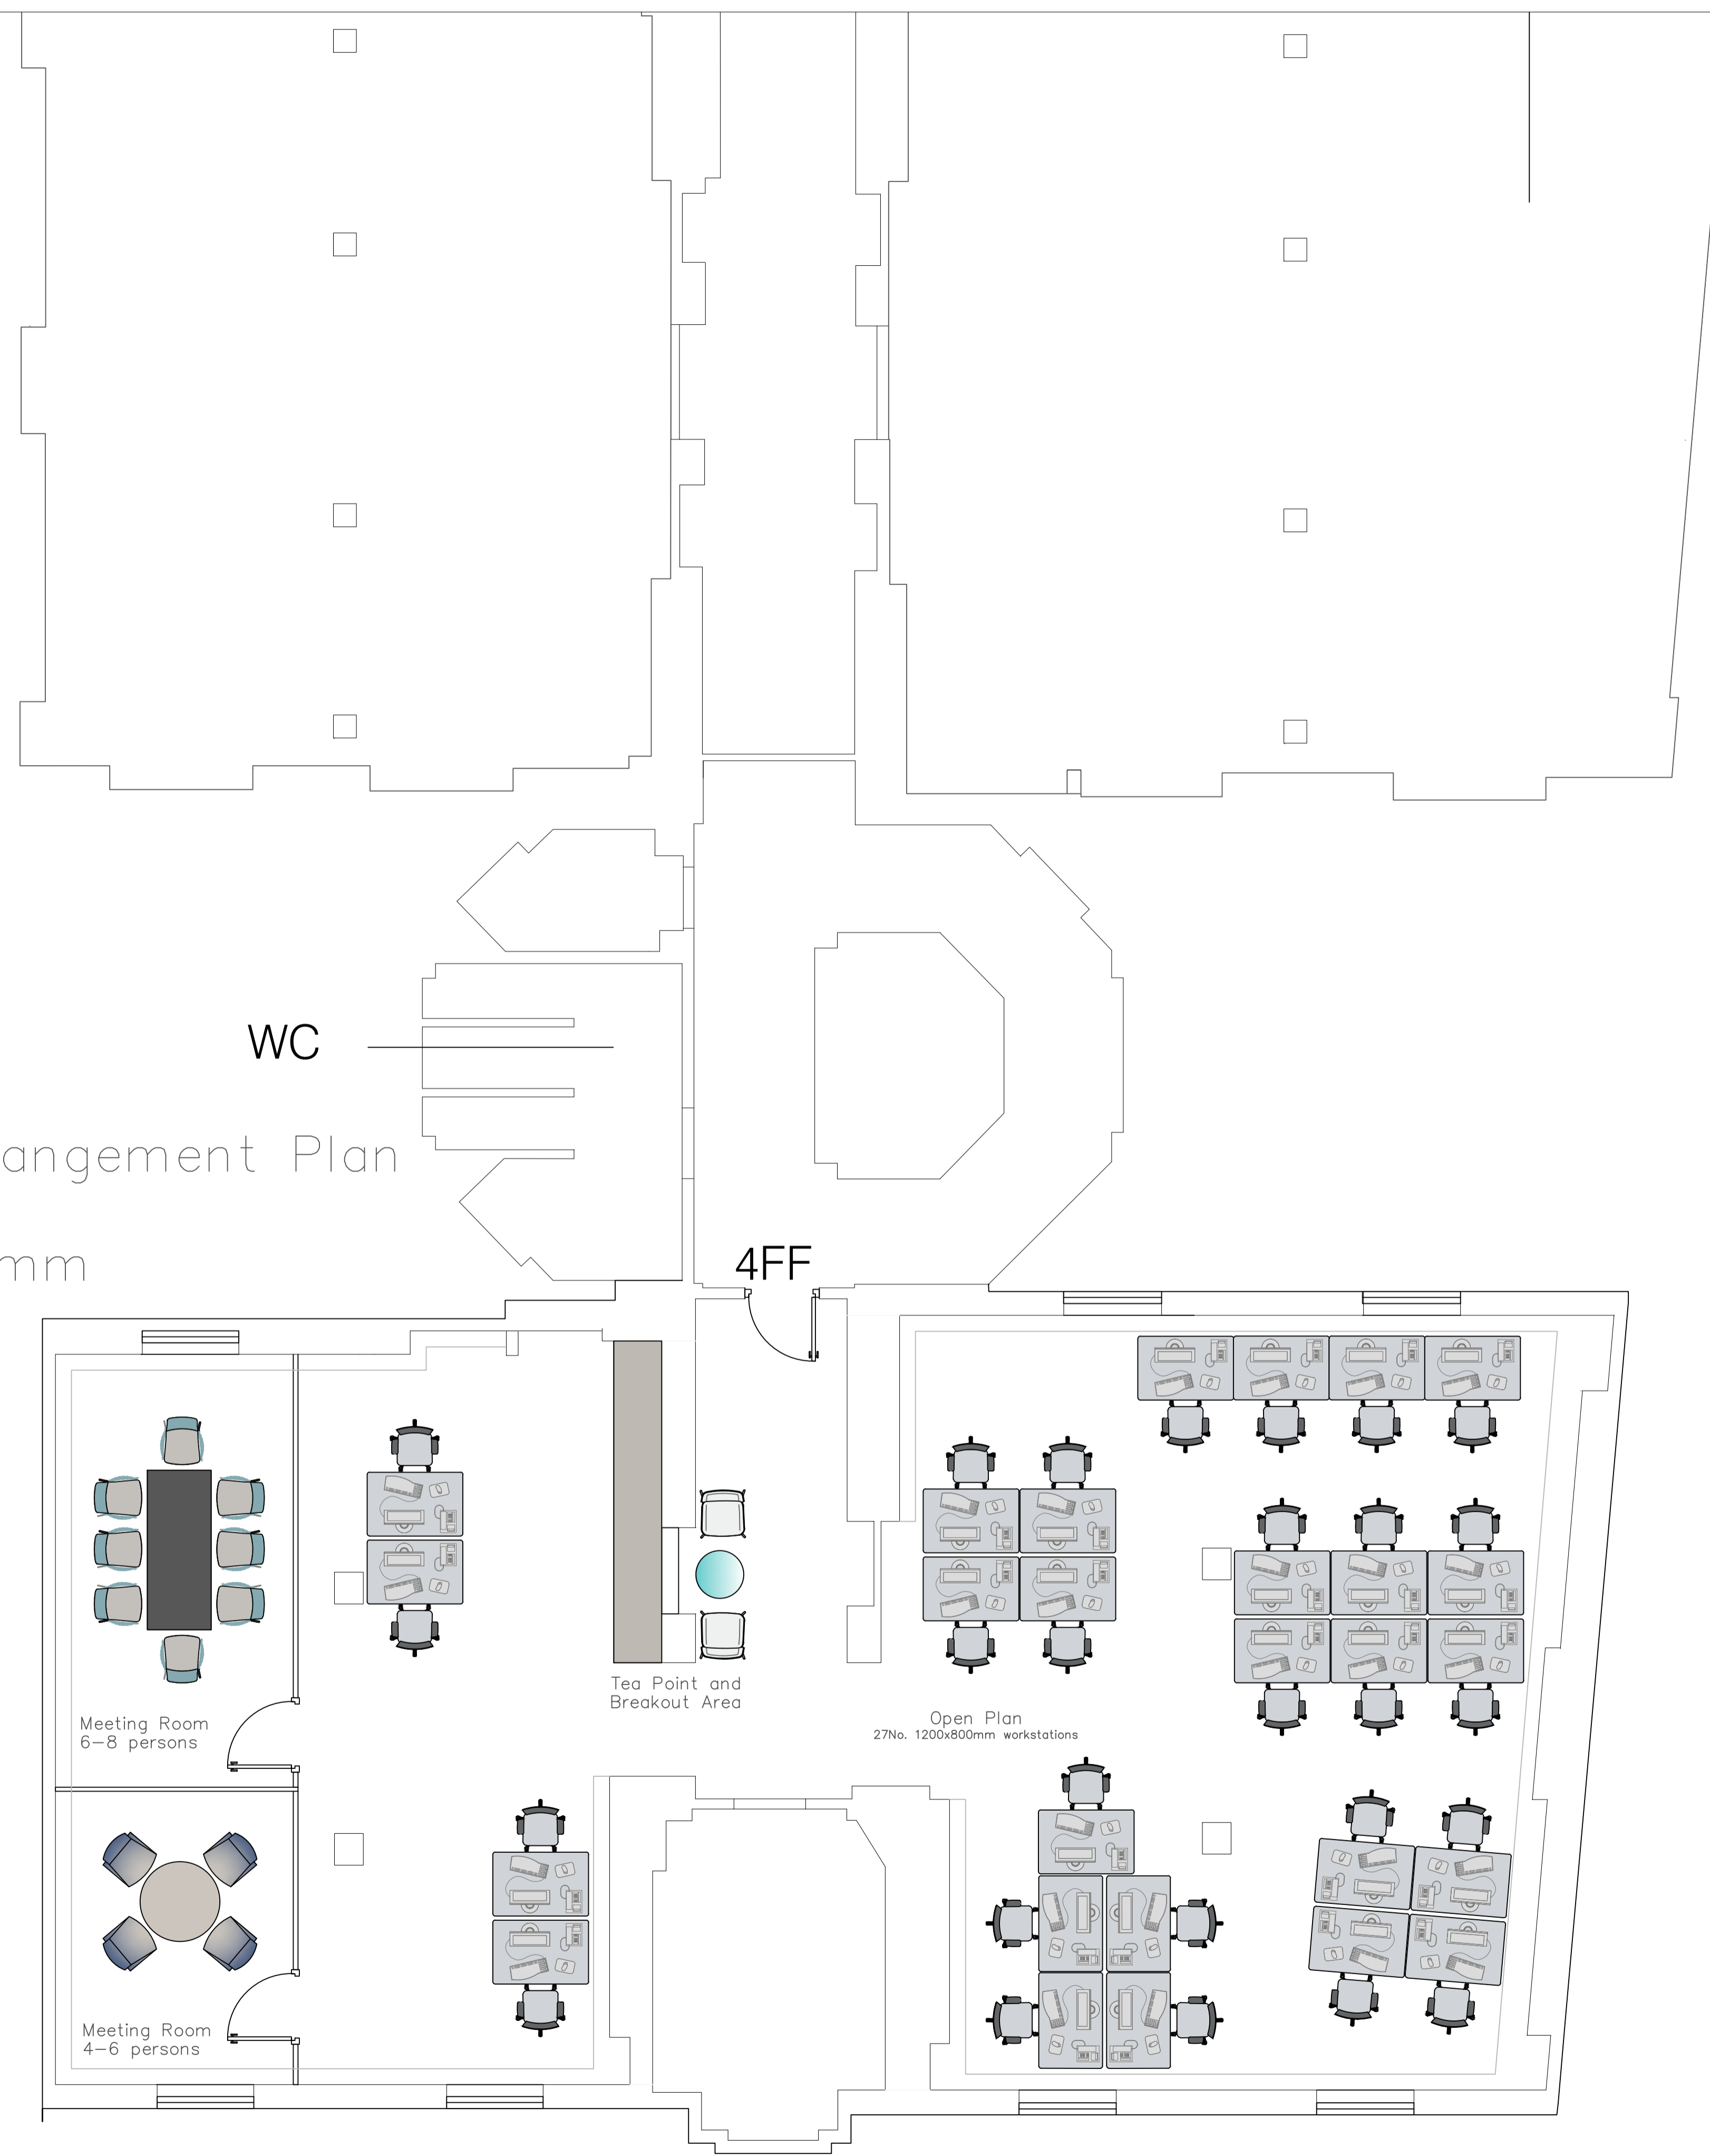 WC
angement Plan
mm
4FF
Tea Point and
Breakout Area
Open Plan
27No. 1200x800mm workstations
Meeting Room
6-8 persons
Meeting Room
4-6 persons